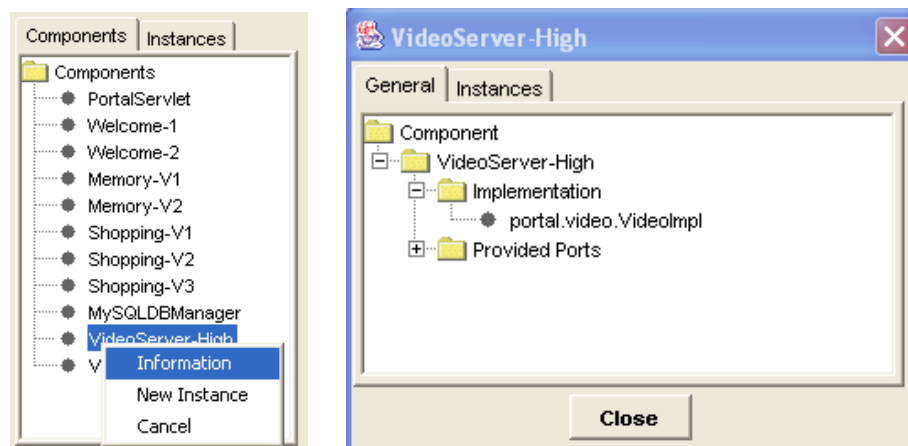 Components Instances
Components
PortalServlet
Welcome-1
Welcome-2
Memory-V1
Memory-V2
Shopping-V1
Shopping-V2
Shopping-V3
MySQLDBManager
VideoServer-High
V
Information
New Instance
Cancel
VideoServer-High
General Instances
Component
VideoServer-High
Implementation
portal.video.VideoImpl
Provided Ports
Close